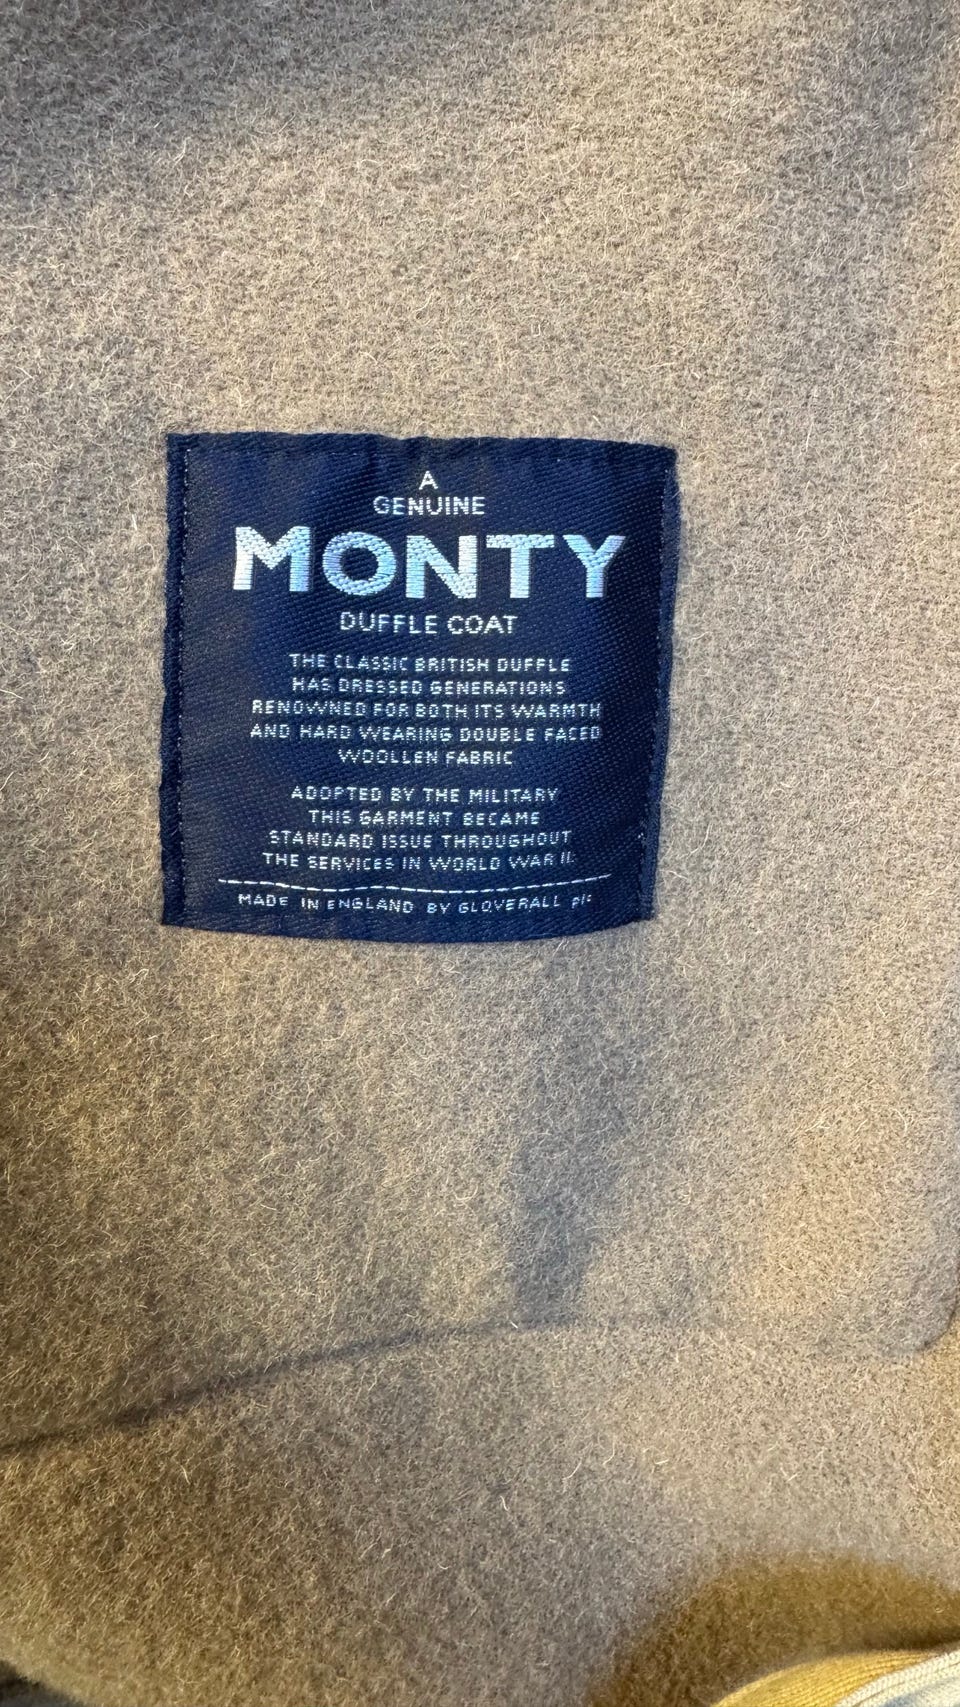 A
GENUINE
MONTY
DUFFLE COAT
THE CLASSIC BRITISH DUFFLE
HAS DRESSED GENERATIONS
RENOWNED FOR BOTH ITS WARMTH
AND HARD WEARING DOUBLE FACED
WOOLLEN FABRIC
ADOPTED BY THE MILITARY
THIS GARMENT BECAME
STANDARD ISSUE THROUGHOUT
THE SERVICES IN WORLD WAR II.
MADE IN ENGLAND BY GLOVERALL plc